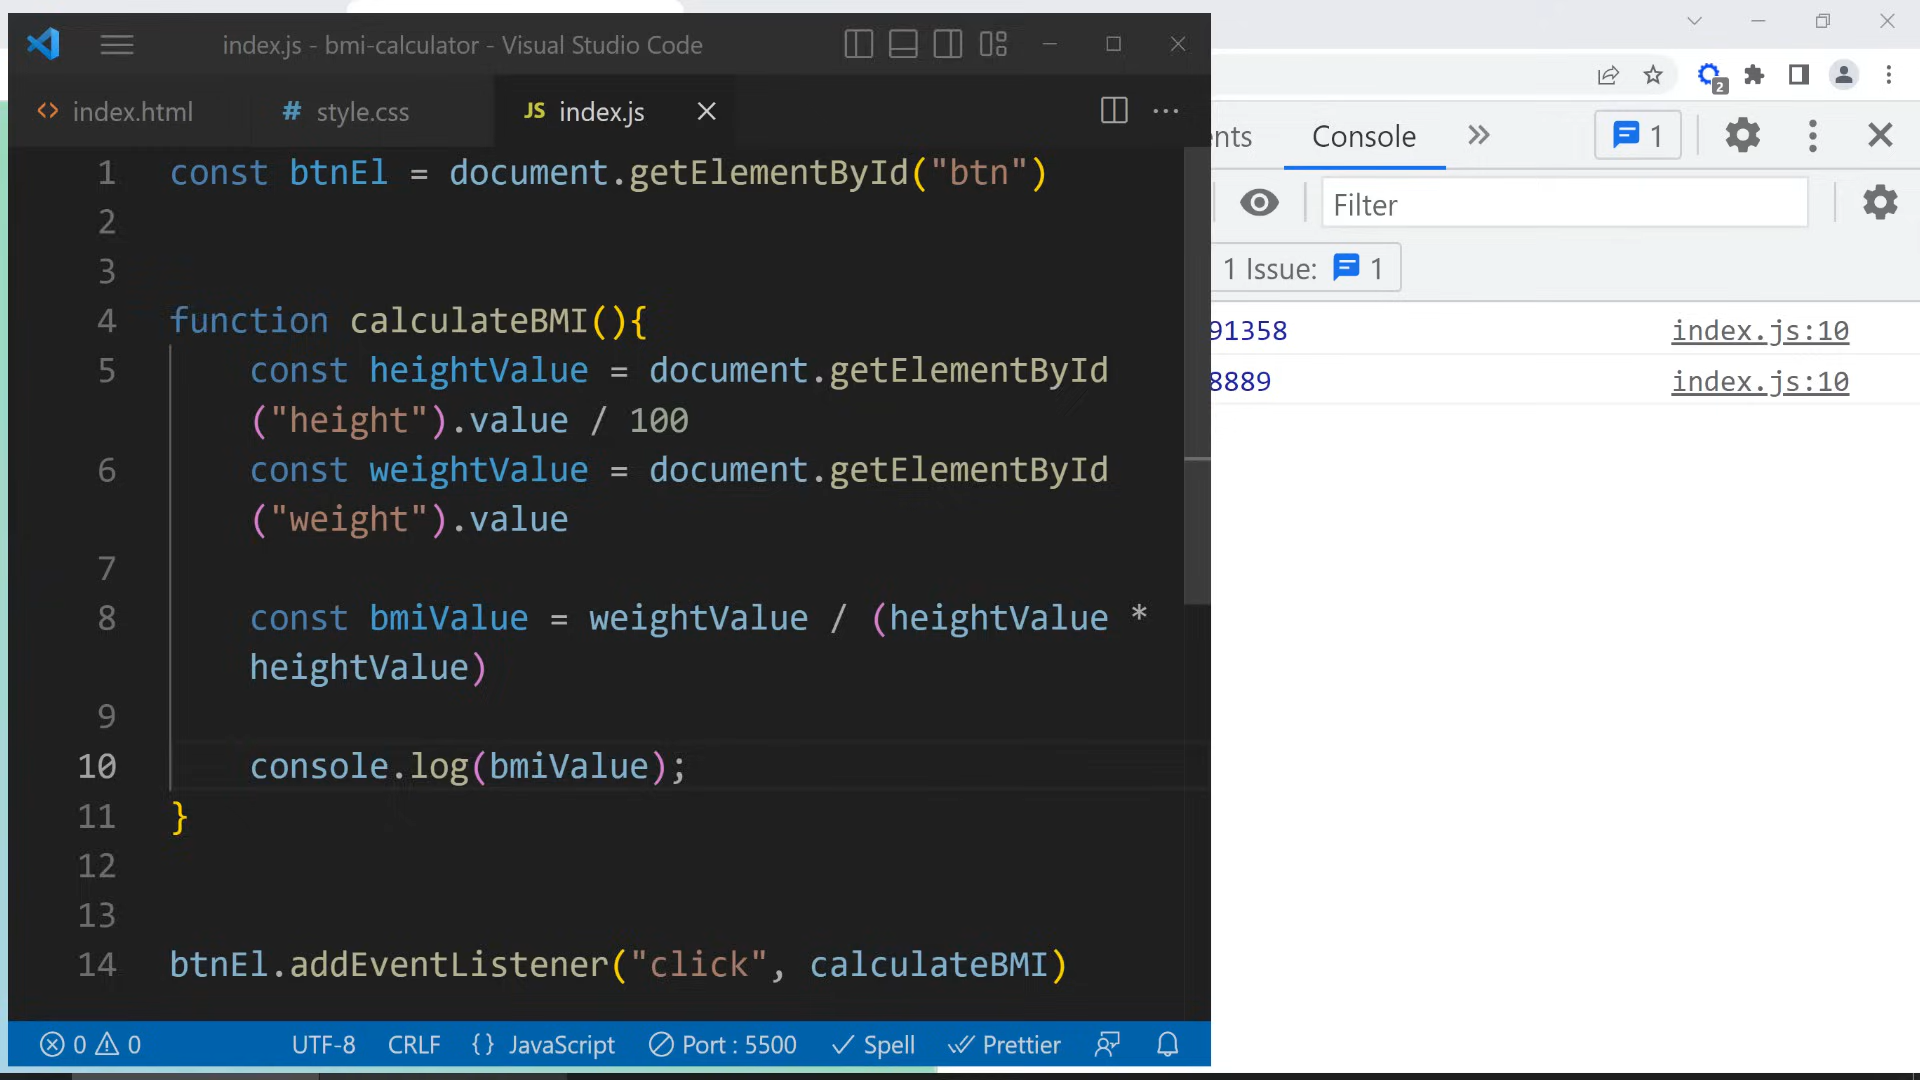 index.js - bmi-calculator - Visual Studio Code
index.html
style.css
JS index.js
1 const btnEl = document.getElementById("btn")
2
3
4 function calculateBMI(){
5 const heightValue = document.getElementById
("height").value / 100
6 const weightValue = document.getElementById
("weight").value
7
8 const bmiValue = weightValue / (heightValue *
heightValue)
9
10 console.log(bmiValue);
11 }
12
13
14 btnEl.addEventListener("click", calculateBMI)
0 0 UTF-8 CRLF {} JavaScript Port : 5500 Spell Prettier
2
nts Console 1
Filter
1 Issue: 1
91358 index.js:10
8889 index.js:10